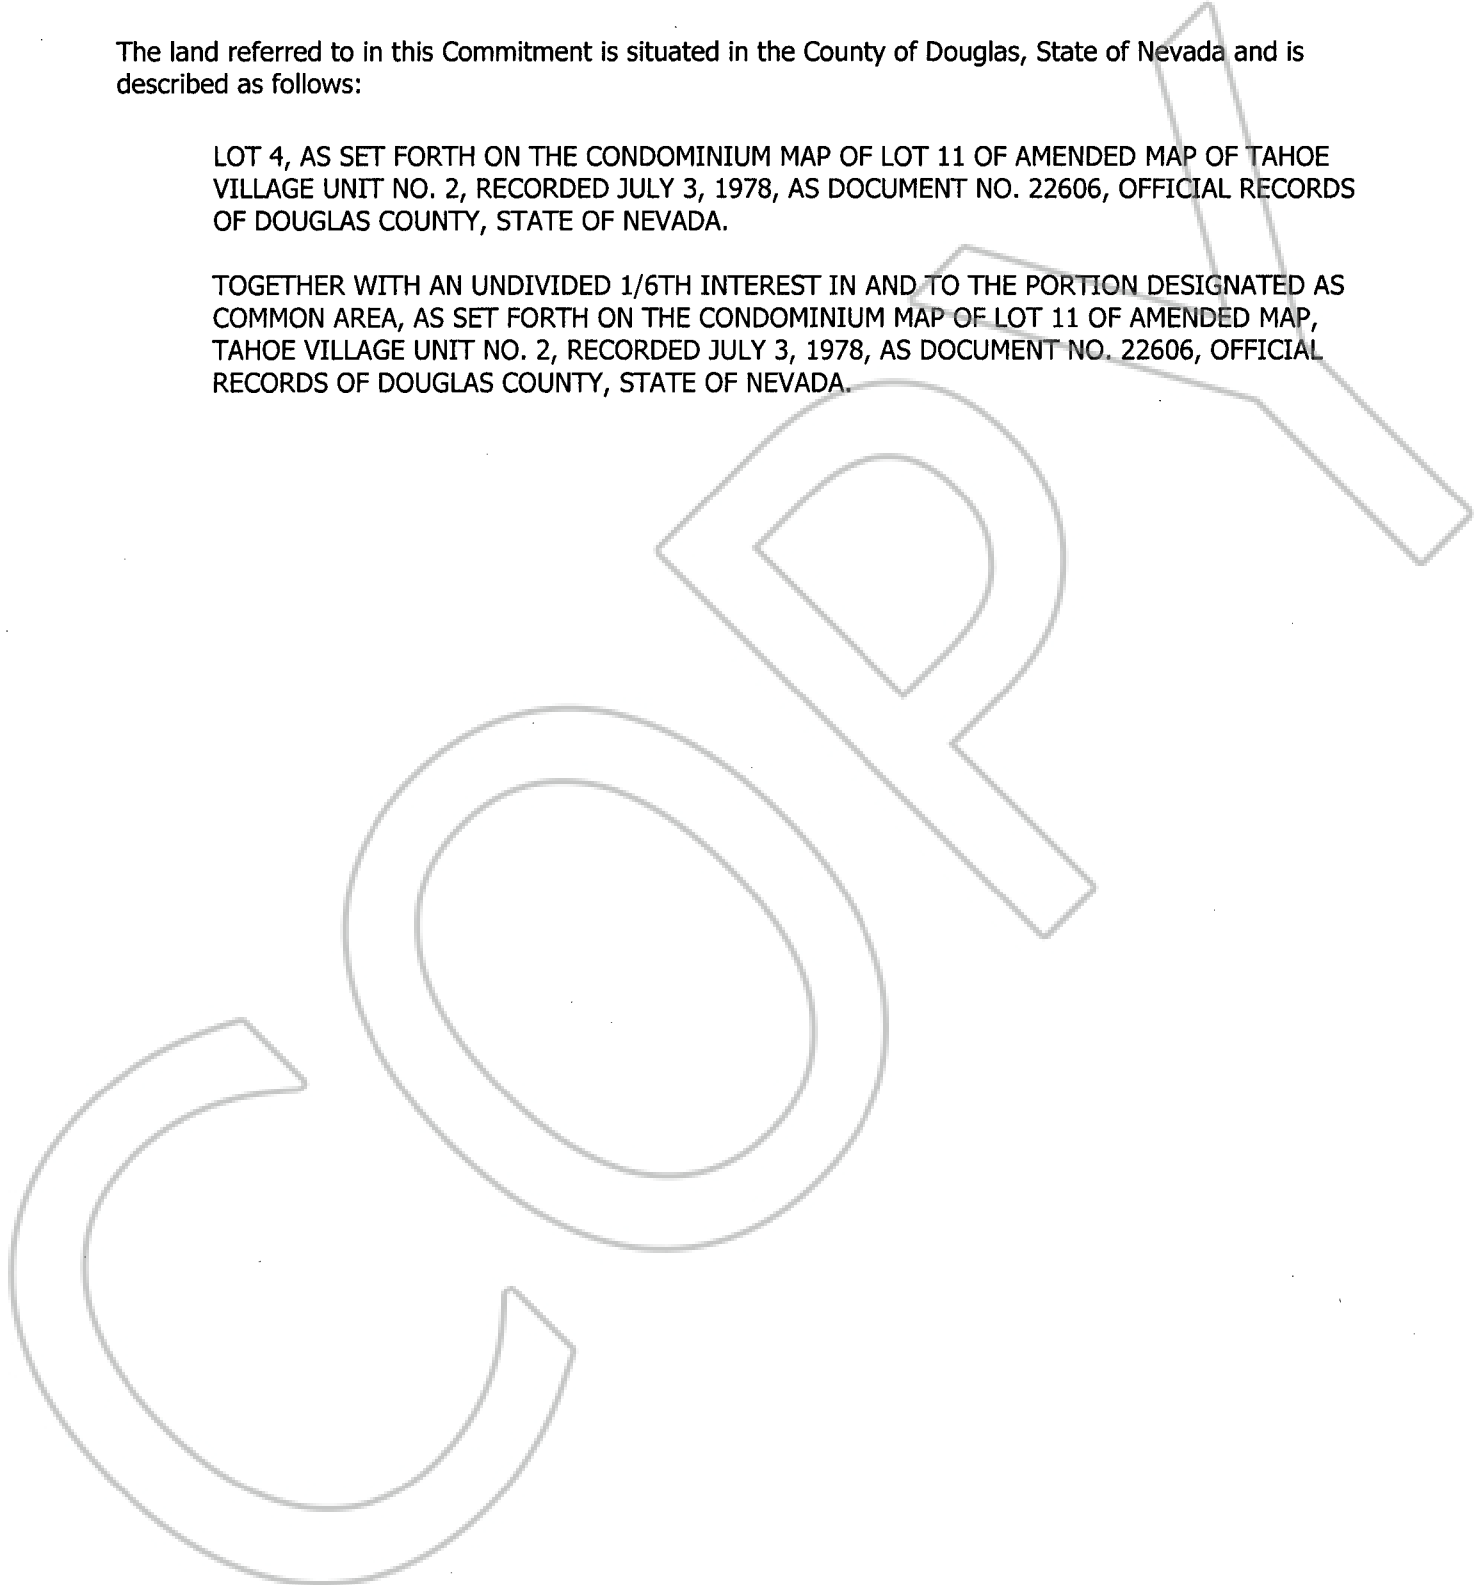 The land referred to in this Commitment is situated in the County of Douglas, State of Nevada and is
described as follows:
LOT 4, AS SET FORTH ON THE CONDOMINIUM MAP OF LOT 11 OF AMENDED MAP OF TAHOE
VILLAGE UNIT NO. 2, RECORDED JULY 3, 1978, AS DOCUMENT NO. 22606, OFFICIAL RECORDS
OF DOUGLAS COUNTY, STATE OF NEVADA.
TOGETHER WITH AN UNDIVIDED 1/6TH INTEREST IN AND TO THE PORTION DESIGNATED AS
COMMON AREA, AS SET FORTH ON THE CONDOMINIUM MAP OF LOT 11 OF AMENDED MAP,
TAHOE VILLAGE UNIT NO. 2, RECORDED JULY 3, 1978, AS DOCUMENT NO. 22606, OFFICIAL
RECORDS OF DOUGLAS COUNTY, STATE OF NEVADA.
COPY